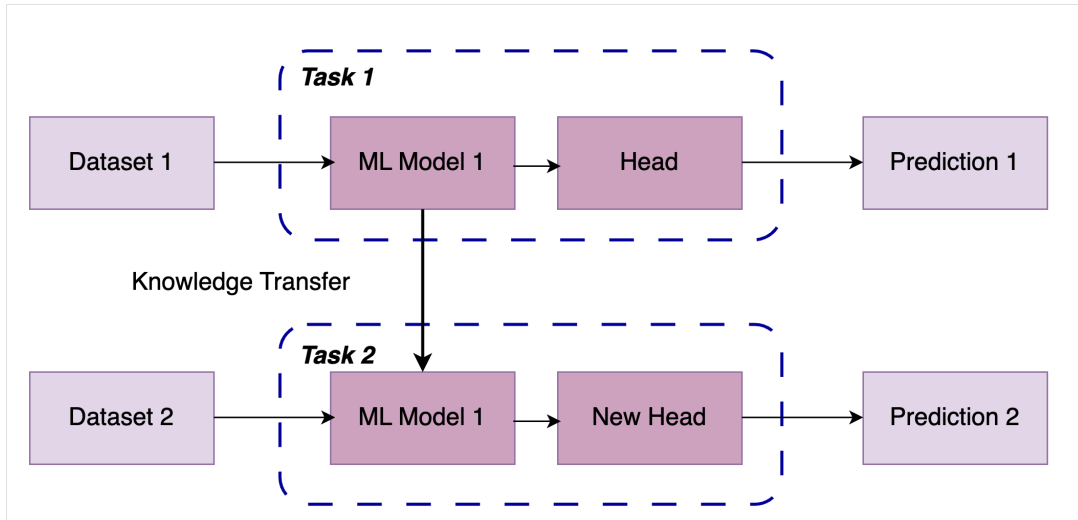 Task 1
Dataset 1
ML Model 1
Head
Prediction 1
Knowledge Transfer
Task 2
Dataset 2
ML Model 1
New Head
Prediction 2